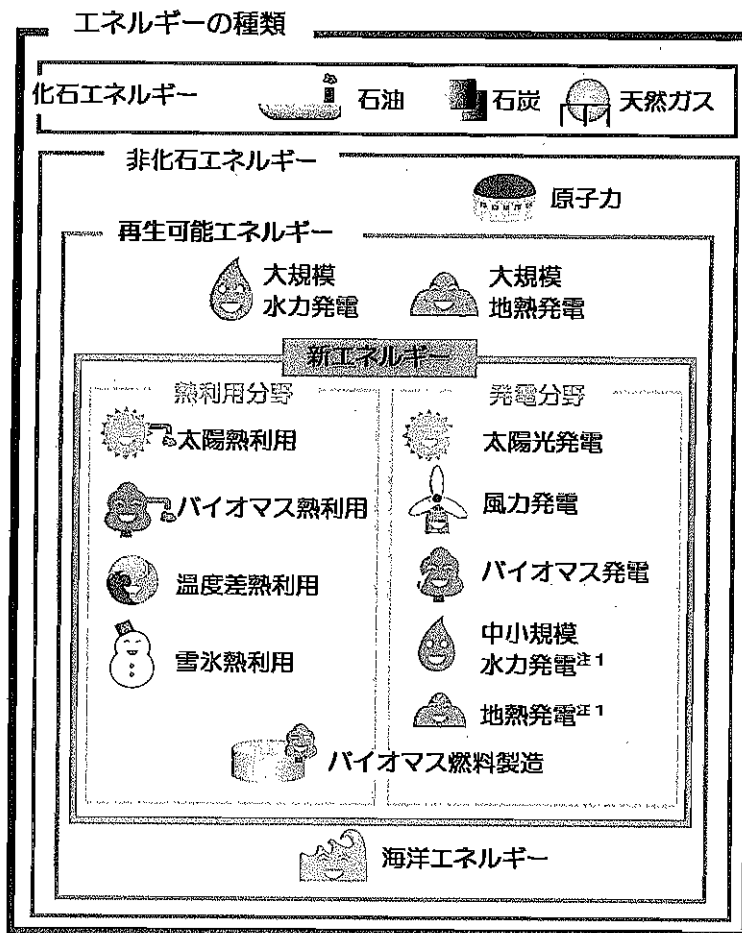 エネルギーの種類
化石エネルギー 石油 石炭 天然ガス
非化石エネルギー
原子力
再生可能エネルギー
大規模
水力発電
大規模
地熱発電
新エネルギー
熱利用分野
太陽熱利用
バイオマス熱利用
温度差熱利用
雪氷熱利用
発電分野
太陽光発電
風力発電
バイオマス発電
中小規模
水力発電注1
地熱発電注1
バイオマス燃料製造
海洋エネルギー